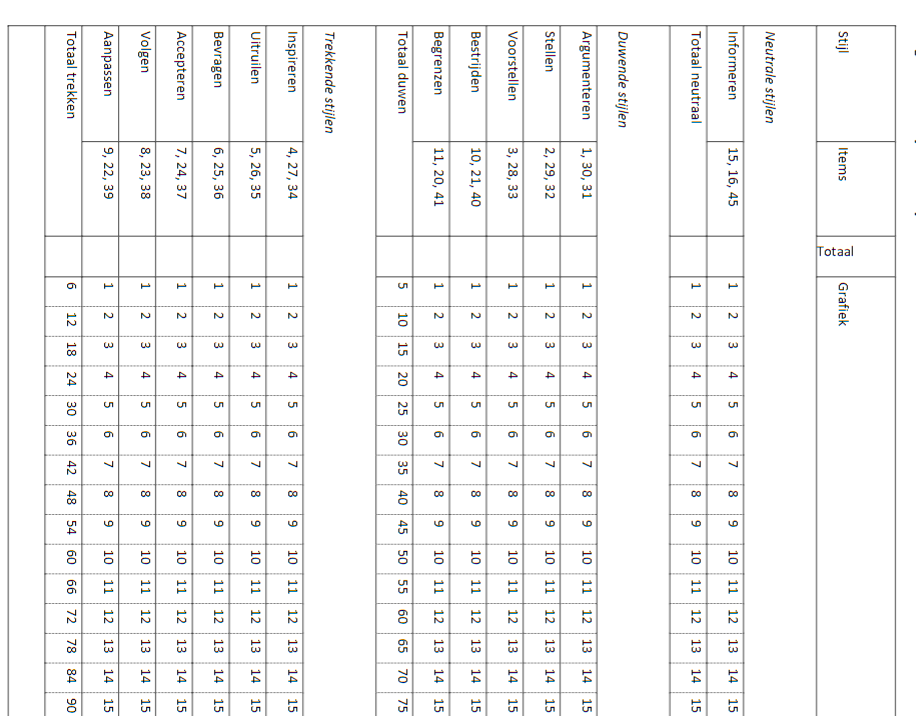 Stijl Items Totaal Grafiek
Neutrale stijlen
Informeren 15, 16, 45 1 2 3 4 5 6 7 8 9 10 11 12 13 14 15
Totaal neutraal 1 2 3 4 5 6 7 8 9 10 11 12 13 14 15
Duwende stijlen
Argumenteren 1, 30, 31 1 2 3 4 5 6 7 8 9 10 11 12 13 14 15
Stellen 2, 29, 32 1 2 3 4 5 6 7 8 9 10 11 12 13 14 15
Voorstellen 3, 28, 33 1 2 3 4 5 6 7 8 9 10 11 12 13 14 15
Bestrijden 10, 21, 40 1 2 3 4 5 6 7 8 9 10 11 12 13 14 15
Begrenzen 11, 20, 41 1 2 3 4 5 6 7 8 9 10 11 12 13 14 15
Totaal duwen 5 10 15 20 25 30 35 40 45 50 55 60 65 70 75
Trekkende stijlen
Inspireren 4, 27, 34 1 2 3 4 5 6 7 8 9 10 11 12 13 14 15
Uitruilen 5, 26, 35 1 2 3 4 5 6 7 8 9 10 11 12 13 14 15
Bevragen 6, 25, 36 1 2 3 4 5 6 7 8 9 10 11 12 13 14 15
Accepteren 7, 24, 37 1 2 3 4 5 6 7 8 9 10 11 12 13 14 15
Volgen 8, 23, 38 1 2 3 4 5 6 7 8 9 10 11 12 13 14 15
Aanpassen 9, 22, 39 1 2 3 4 5 6 7 8 9 10 11 12 13 14 15
Totaal trekken 6 12 18 24 30 36 42 48 54 60 66 72 78 84 90